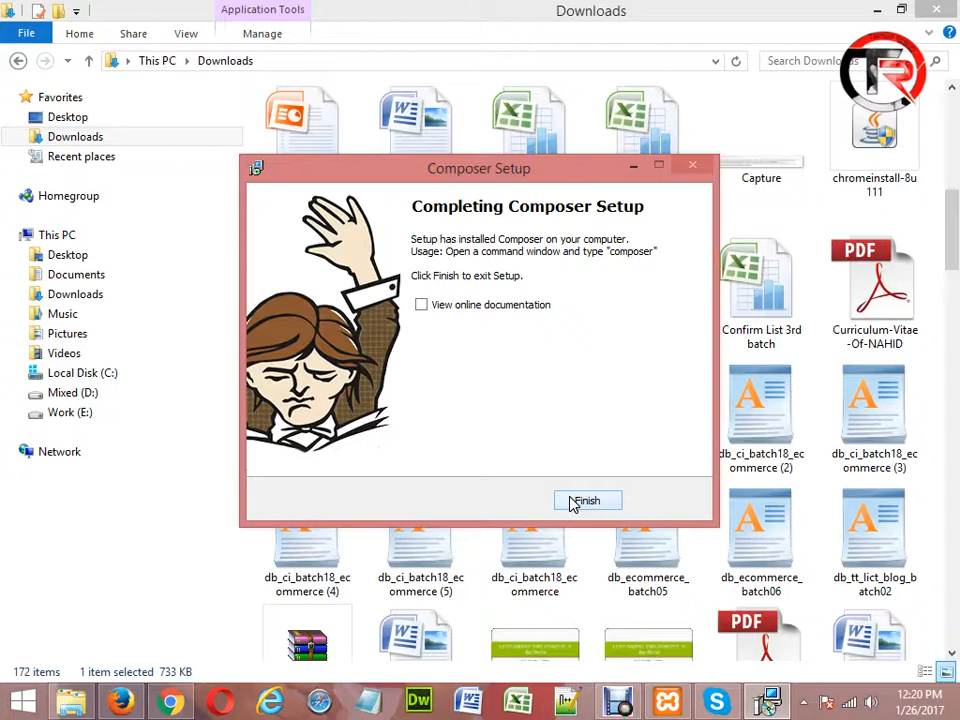 Application Tools
Downloads
File
Home
Share
View
Manage
This PC
Downloads
Search Downloads
TR
Favorites
Desktop
Downloads
Recent places
Homegroup
This PC
Desktop
Documents
Downloads
Music
Pictures
Videos
Local Disk (C:)
Mixed (D:)
Work (E:)
Network
Capture
chromeinstall-8u
111
Composer Setup
Completing Composer Setup
Setup has installed Composer on your computer.
Usage: Open a command window and type "composer"
Click Finish to exit Setup.
View online documentation
Finish
PDF
Confirm List 3rd
batch
Curriculum-Vitae
-Of-NAHID
db_ci_batch18_ec
ommerce (2)
db_ci_batch18_ec
ommerce (3)
db_ci_batch18_ec
ommerce (4)
db_ci_batch18_ec
ommerce (5)
db_ci_batch18_ec
ommerce
db_ecommerce_
batch05
db_ecommerce_
batch06
db_tt_lict_blog_b
atch02
PDF
172 items
1 item selected 733 KB
Dw
12:20 PM
1/26/2017